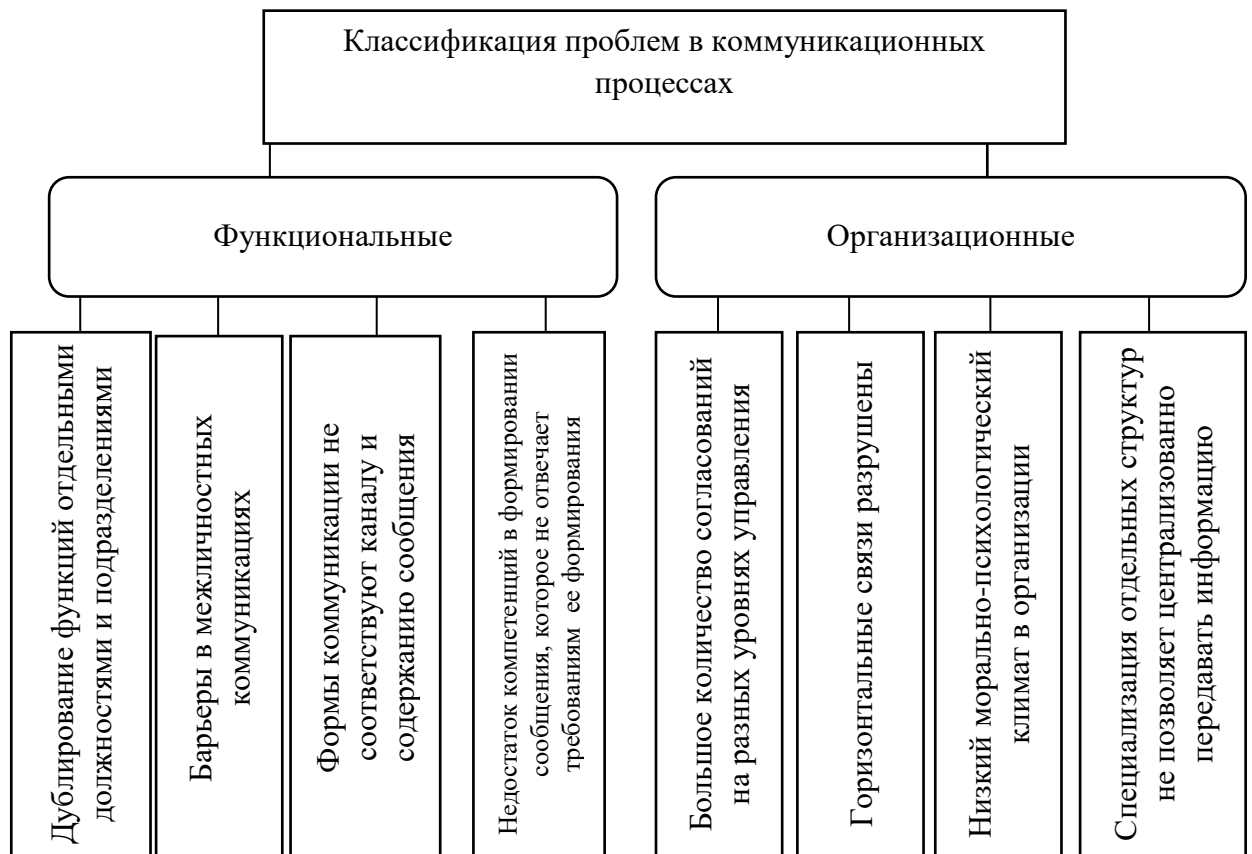 Классификация проблем в коммуникационных
процессах
Функциональные
Организационные
Дублирование функций отдельными
должностями и подразделениями
Барьеры в межличностных
коммуникациях
Формы коммуникации не
соответствуют каналу и
содержанию сообщения
Недостаток компетенций в формировании
сообщения, которое не отвечает
требованиям ее формирования
Большое количество согласований
на разных уровнях управления
Горизонтальные связи разрушены
Низкий морально-психологический
климат в организации
Специализация отдельных структур
не позволяет централизованно
передавать информацию